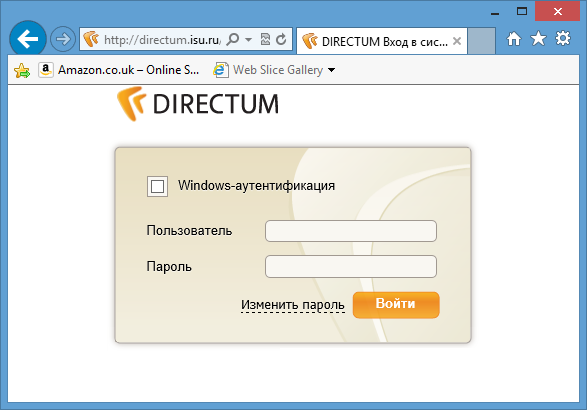 http://directum.isu.ru/
DIRECTUM Вход в сис...
Amazon.co.uk – Online S...
Web Slice Gallery
DIRECTUM
Windows-аутентификация
Пользователь
Пароль
Изменить пароль
Войти